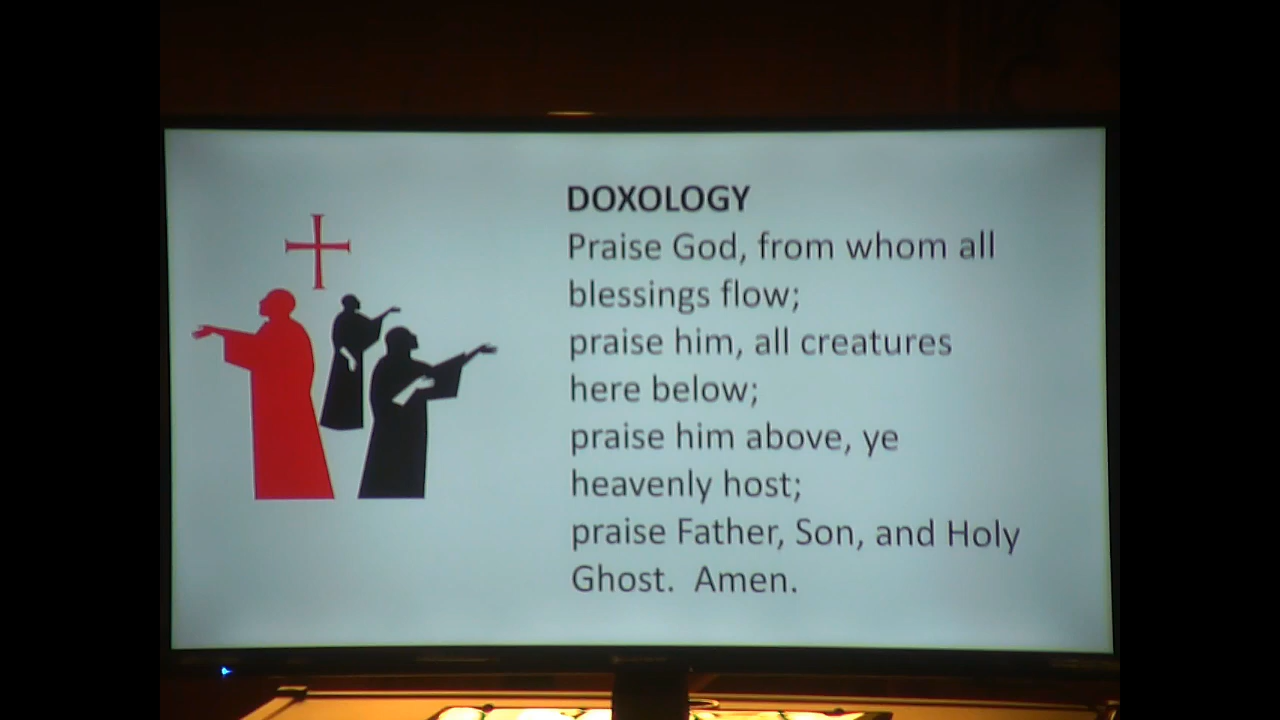 DOXOLOGY
Praise God, from whom all
blessings flow;
praise him, all creatures
here below;
praise him above, ye
heavenly host;
praise Father, Son, and Holy
Ghost.  Amen.